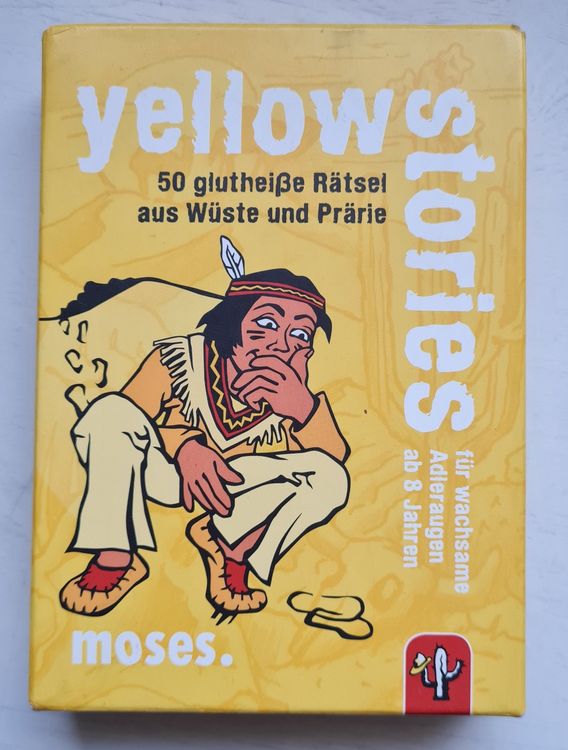 yellow
stories
50 glutheiße Rätsel
aus Wüste und Prärie
für wachsame
Adleraugen
ab 8 Jahren
moses.